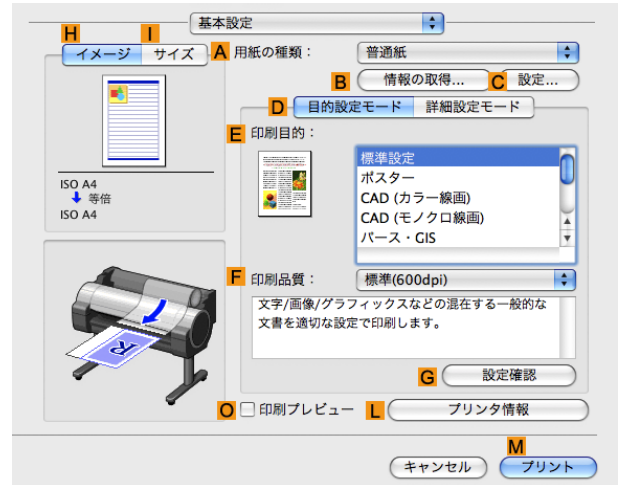 基本設定
H
I
イメージ サイズ
A 用紙の種類： 普通紙
B 情報の取得... C 設定...
D 目的設定モード 詳細設定モード
E 印刷目的：
標準設定
ポスター
CAD (カラー線画)
CAD (モノクロ線画)
パース・GIS
ISO A4
等倍
ISO A4
F 印刷品質： 標準(600dpi)
文字/画像/グラフィックスなどの混在する一般的な
文書を適切な設定で印刷します。
G 設定確認
O 印刷プレビュー L プリンタ情報
M
キャンセル プリント